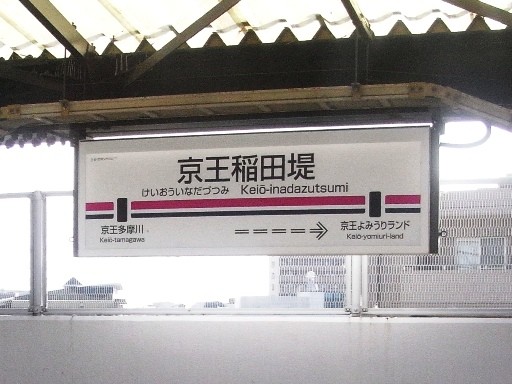 京王稲田堤
けいおういなだづつみ Keiō-inadazutsumi
京王多摩川 京王よみうりランド
Keiō-tamagawa Keiō-yomiuri-land